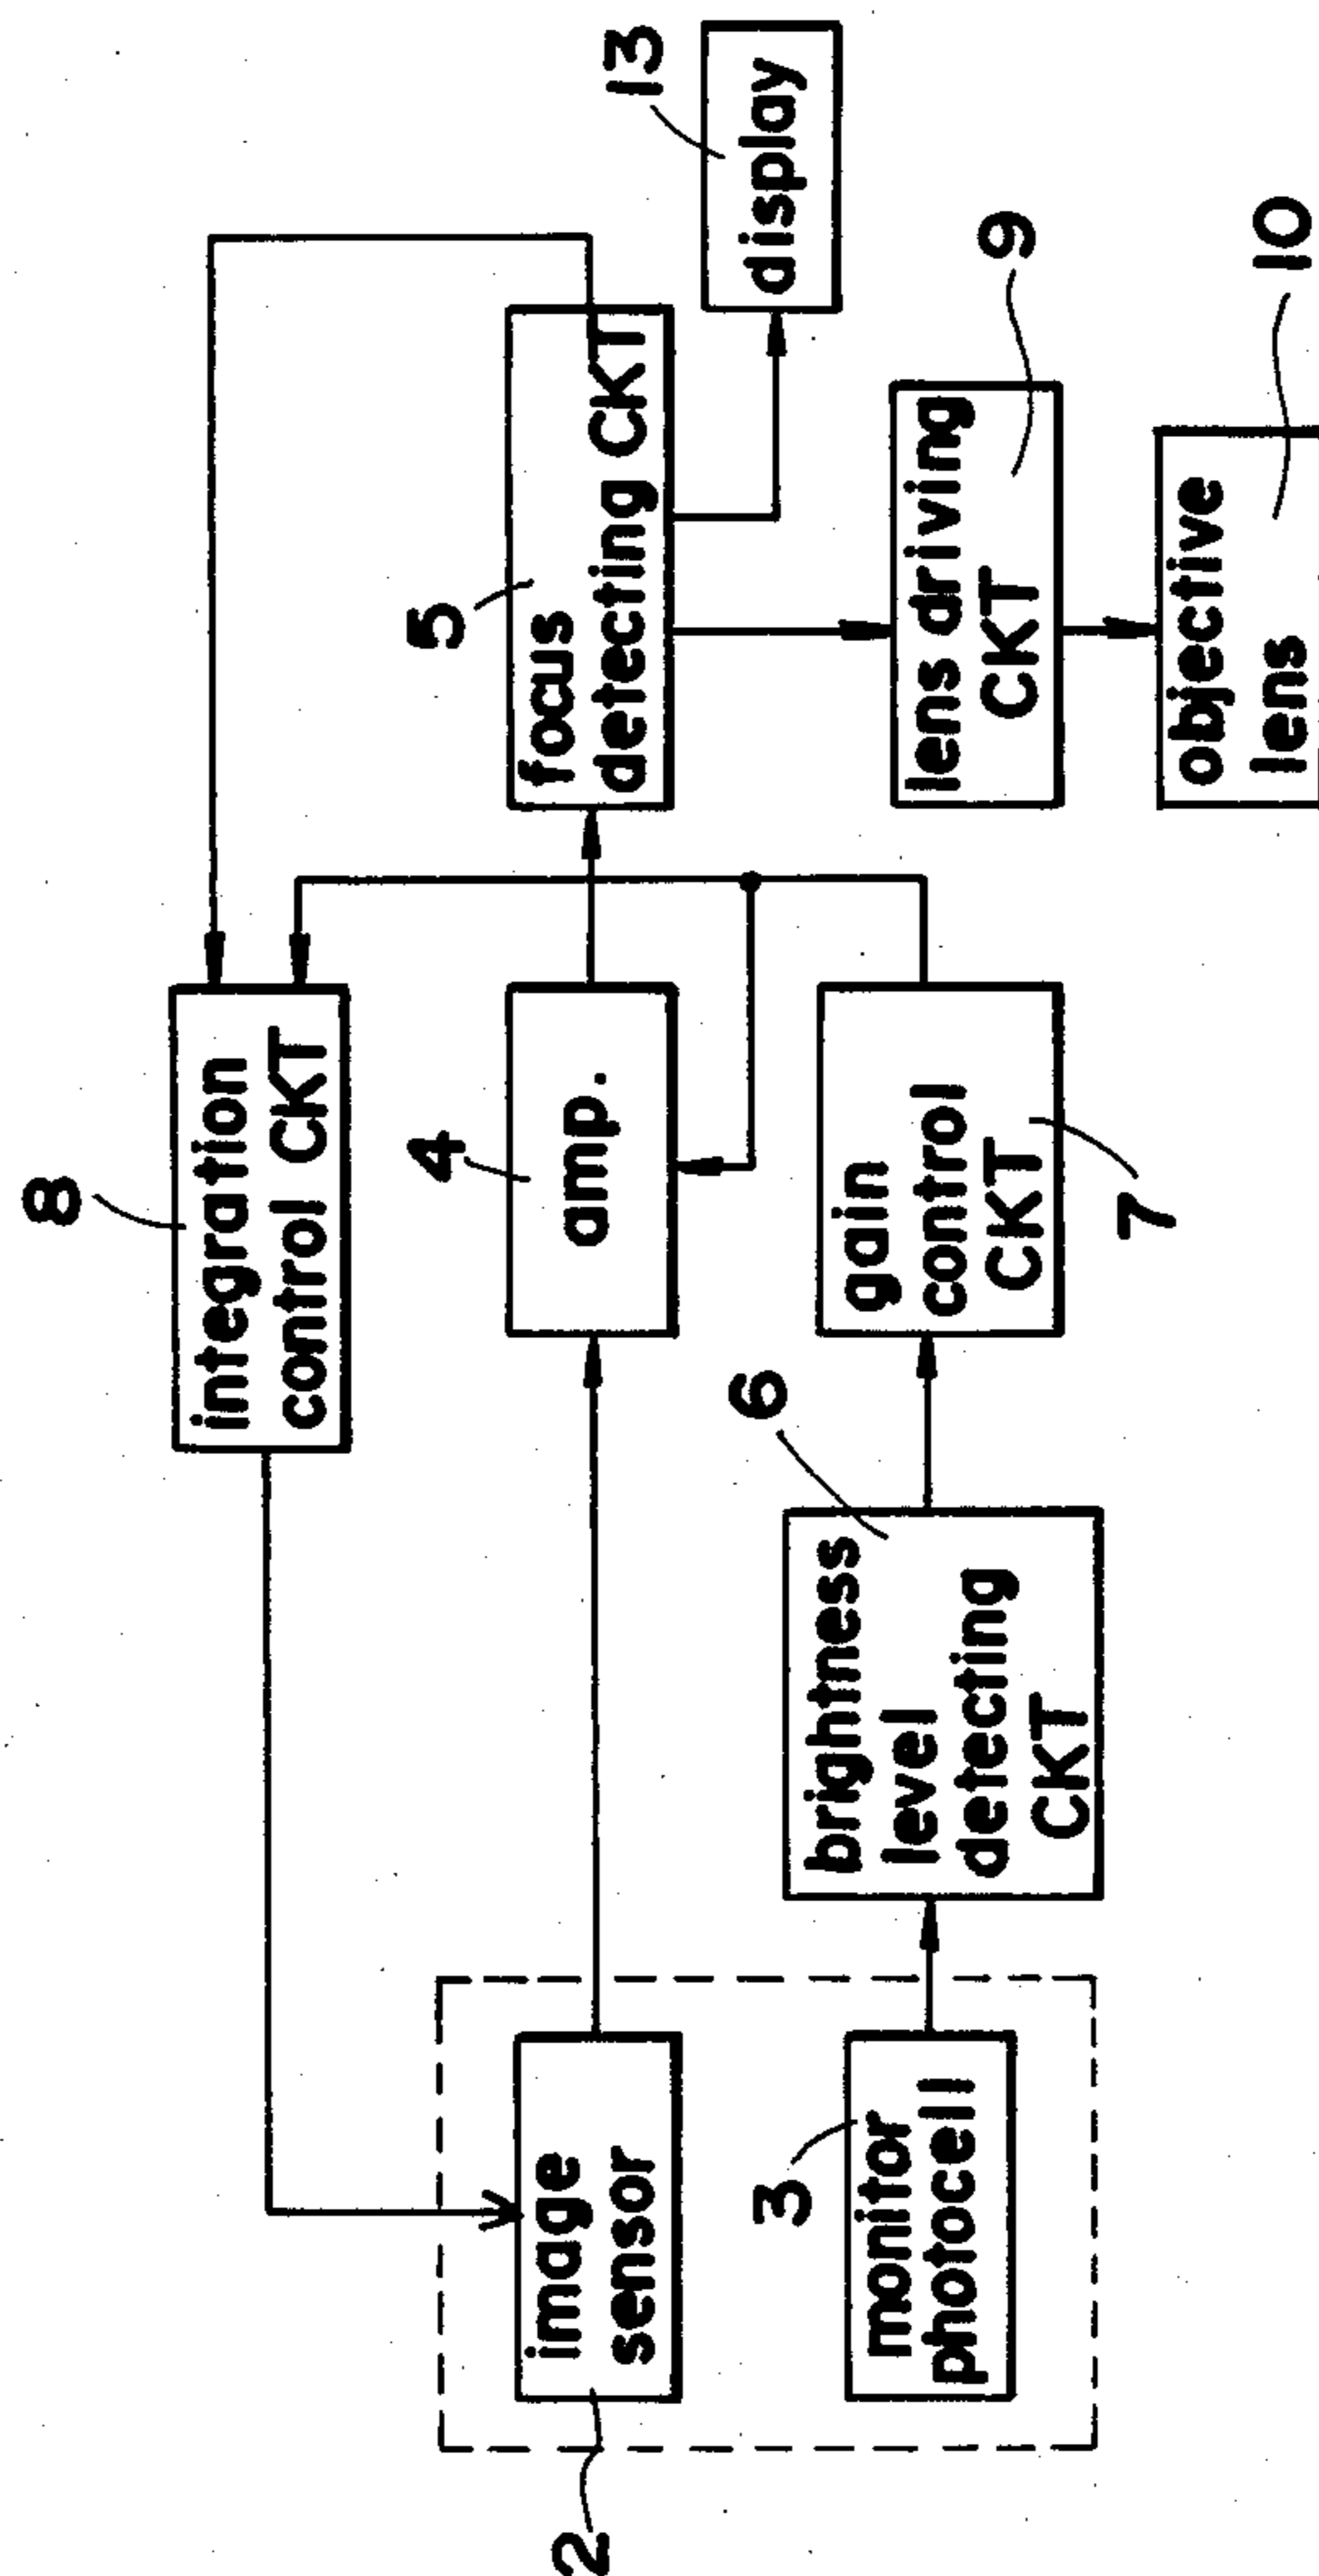 8
integration
control CKT
4
amp.
5
focus
detecting CKT
13
display
2
image
sensor
3
monitor
photocell
6
brightness
level
detecting
CKT
gain
control
CKT
7
lens driving
CKT
9
objective
lens
10